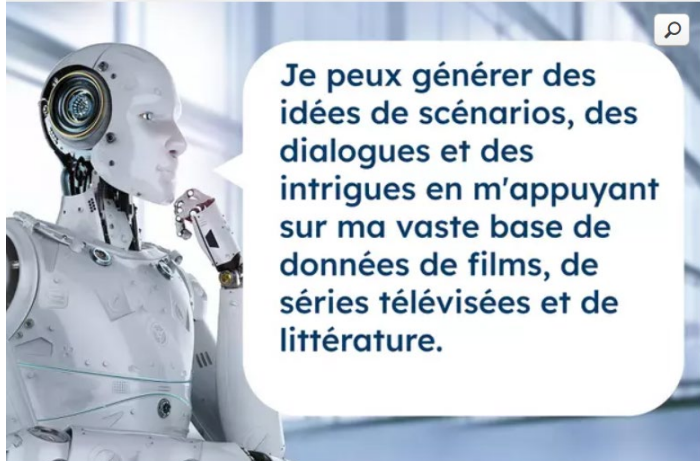 Je peux générer des
idées de scénarios, des
dialogues et des
intrigues en m'appuyant
sur ma vaste base de
données de films, de
séries télévisées et de
littérature.